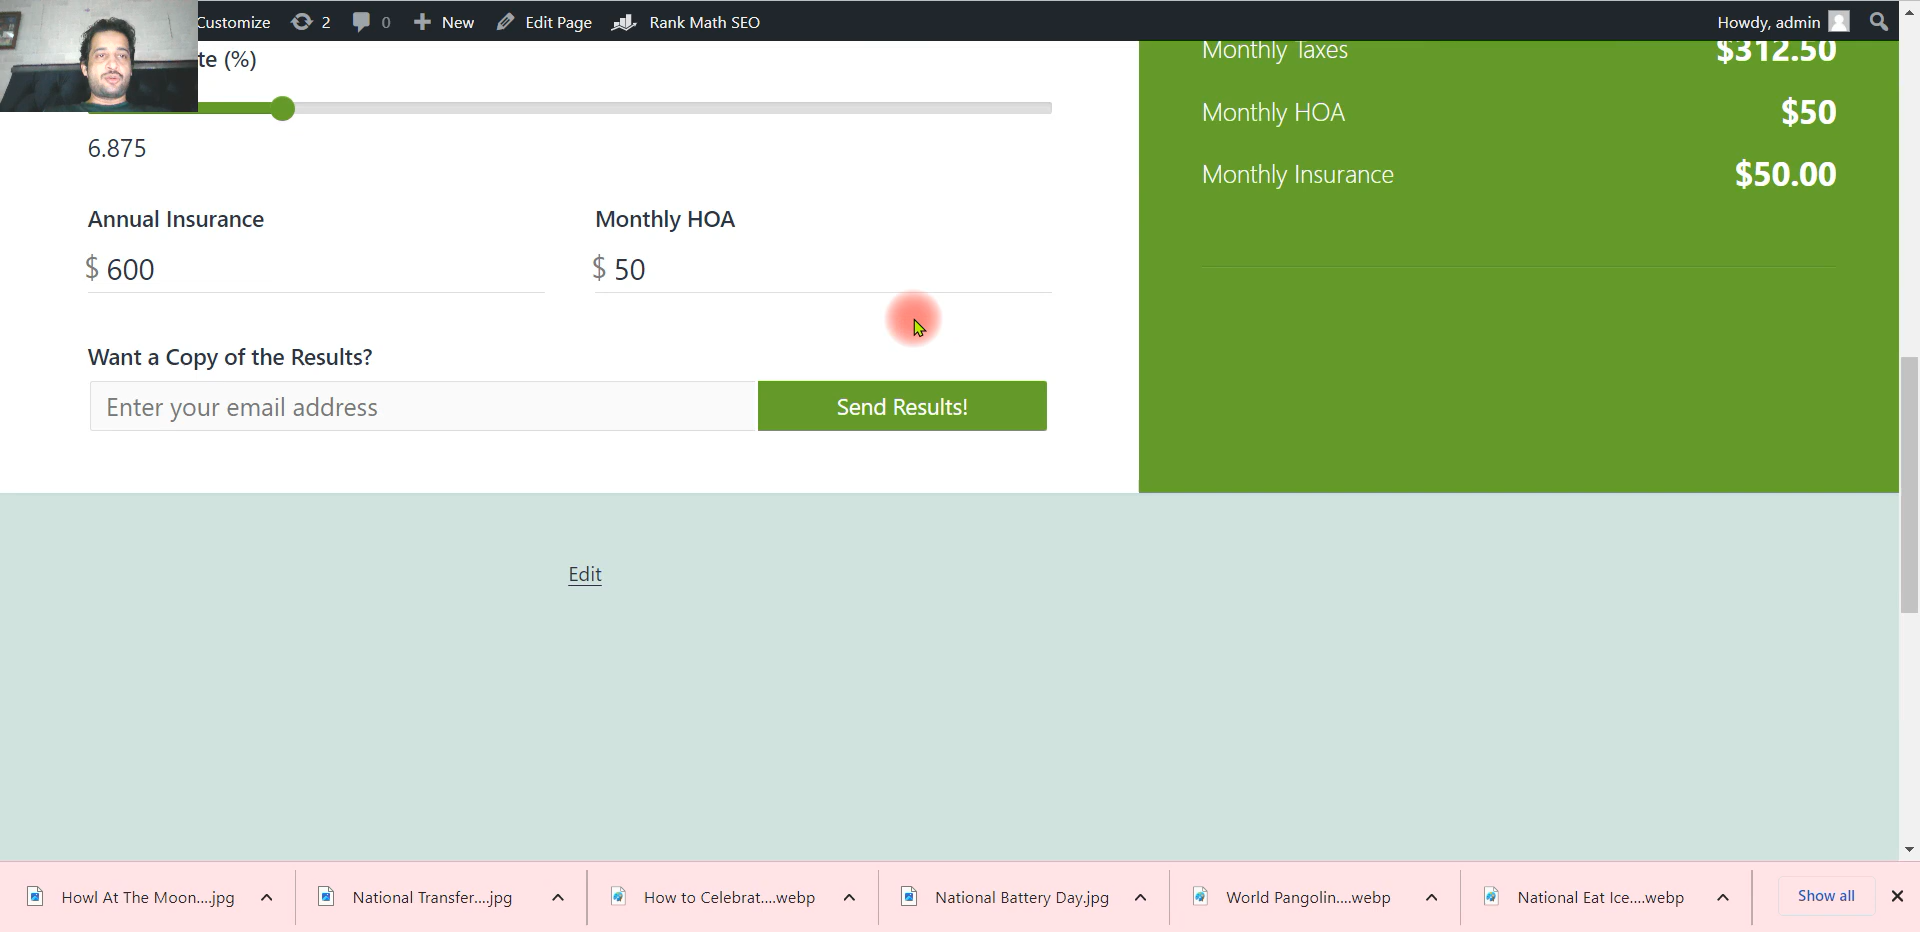 Customize 2 0 New Edit Page Rank Math SEO Howdy, admin
te (%)
6.875
Annual Insurance Monthly HOA
$ 600 $ 50
Want a Copy of the Results?
Enter your email address Send Results!
Monthly Taxes $312.50
Monthly HOA $50
Monthly Insurance $50.00
Edit
Howl At The Moon....jpg National Transfer....jpg How to Celebrat....webp National Battery Day.jpg World Pangolin....webp National Eat Ice....webp Show all